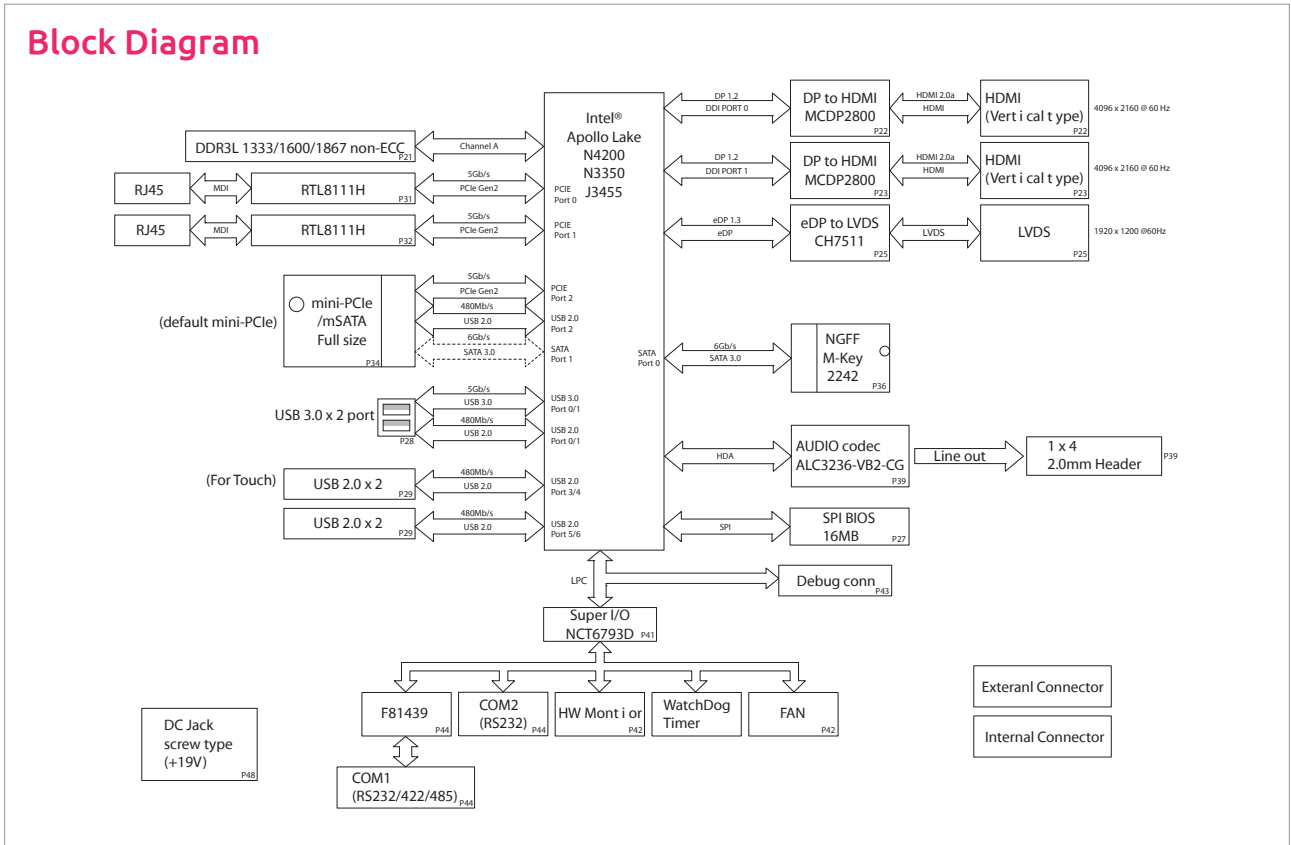 Block Diagram
Intel®
Apollo Lake
N4200
N3350
J3455
DDR3L 1333/1600/1867 non-ECC
P21
Channel A
RJ45
MDI
RTL8111H
P31
5Gb/s
PCIe Gen2
PCIE
Port 0
RJ45
MDI
RTL8111H
P32
5Gb/s
PCIe Gen2
PCIE
Port 1
(default mini-PCIe)
mini-PCIe
/mSATA
Full size
P34
5Gb/s
PCIe Gen2
PCIE
Port 2
480Mb/s
USB 2.0
USB 2.0
Port 2
6Gb/s
SATA 3.0
SATA
Port 1
USB 3.0 x 2 port
P28
5Gb/s
USB 3.0
USB 3.0
Port 0/1
480Mb/s
USB 2.0
USB 2.0
Port 0/1
(For Touch)
USB 2.0 x 2
P29
480Mb/s
USB 2.0
USB 2.0
Port 3/4
USB 2.0 x 2
P29
480Mb/s
USB 2.0
USB 2.0
Port 5/6
DP 1.2
DDI PORT 0
DP to HDMI
MCDP2800
P22
HDMI 2.0a
HDMI
HDMI
(Vert i cal t ype)
P22
4096 x 2160 @ 60 Hz
DP 1.2
DDI PORT 1
DP to HDMI
MCDP2800
P23
HDMI 2.0a
HDMI
HDMI
(Vert i cal t ype)
P23
4096 x 2160 @ 60 Hz
eDP 1.3
eDP
eDP to LVDS
CH7511
P25
LVDS
LVDS
P25
1920 x 1200 @60Hz
SATA
Port 0
6Gb/s
SATA 3.0
NGFF
M-Key
2242
P36
HDA
AUDIO codec
ALC3236-VB2-CG
P39
Line out
1 x 4
2.0mm Header
P39
SPI
SPI BIOS
16MB
P27
LPC
Debug conn
P43
Super I/O
NCT6793D
P41
F81439
P44
COM2
(RS232)
P44
HW Mont i or
P42
WatchDog
Timer
FAN
P42
COM1
(RS232/422/485)
P44
DC Jack
screw type
(+19V)
P48
Exteranl Connector
Internal Connector